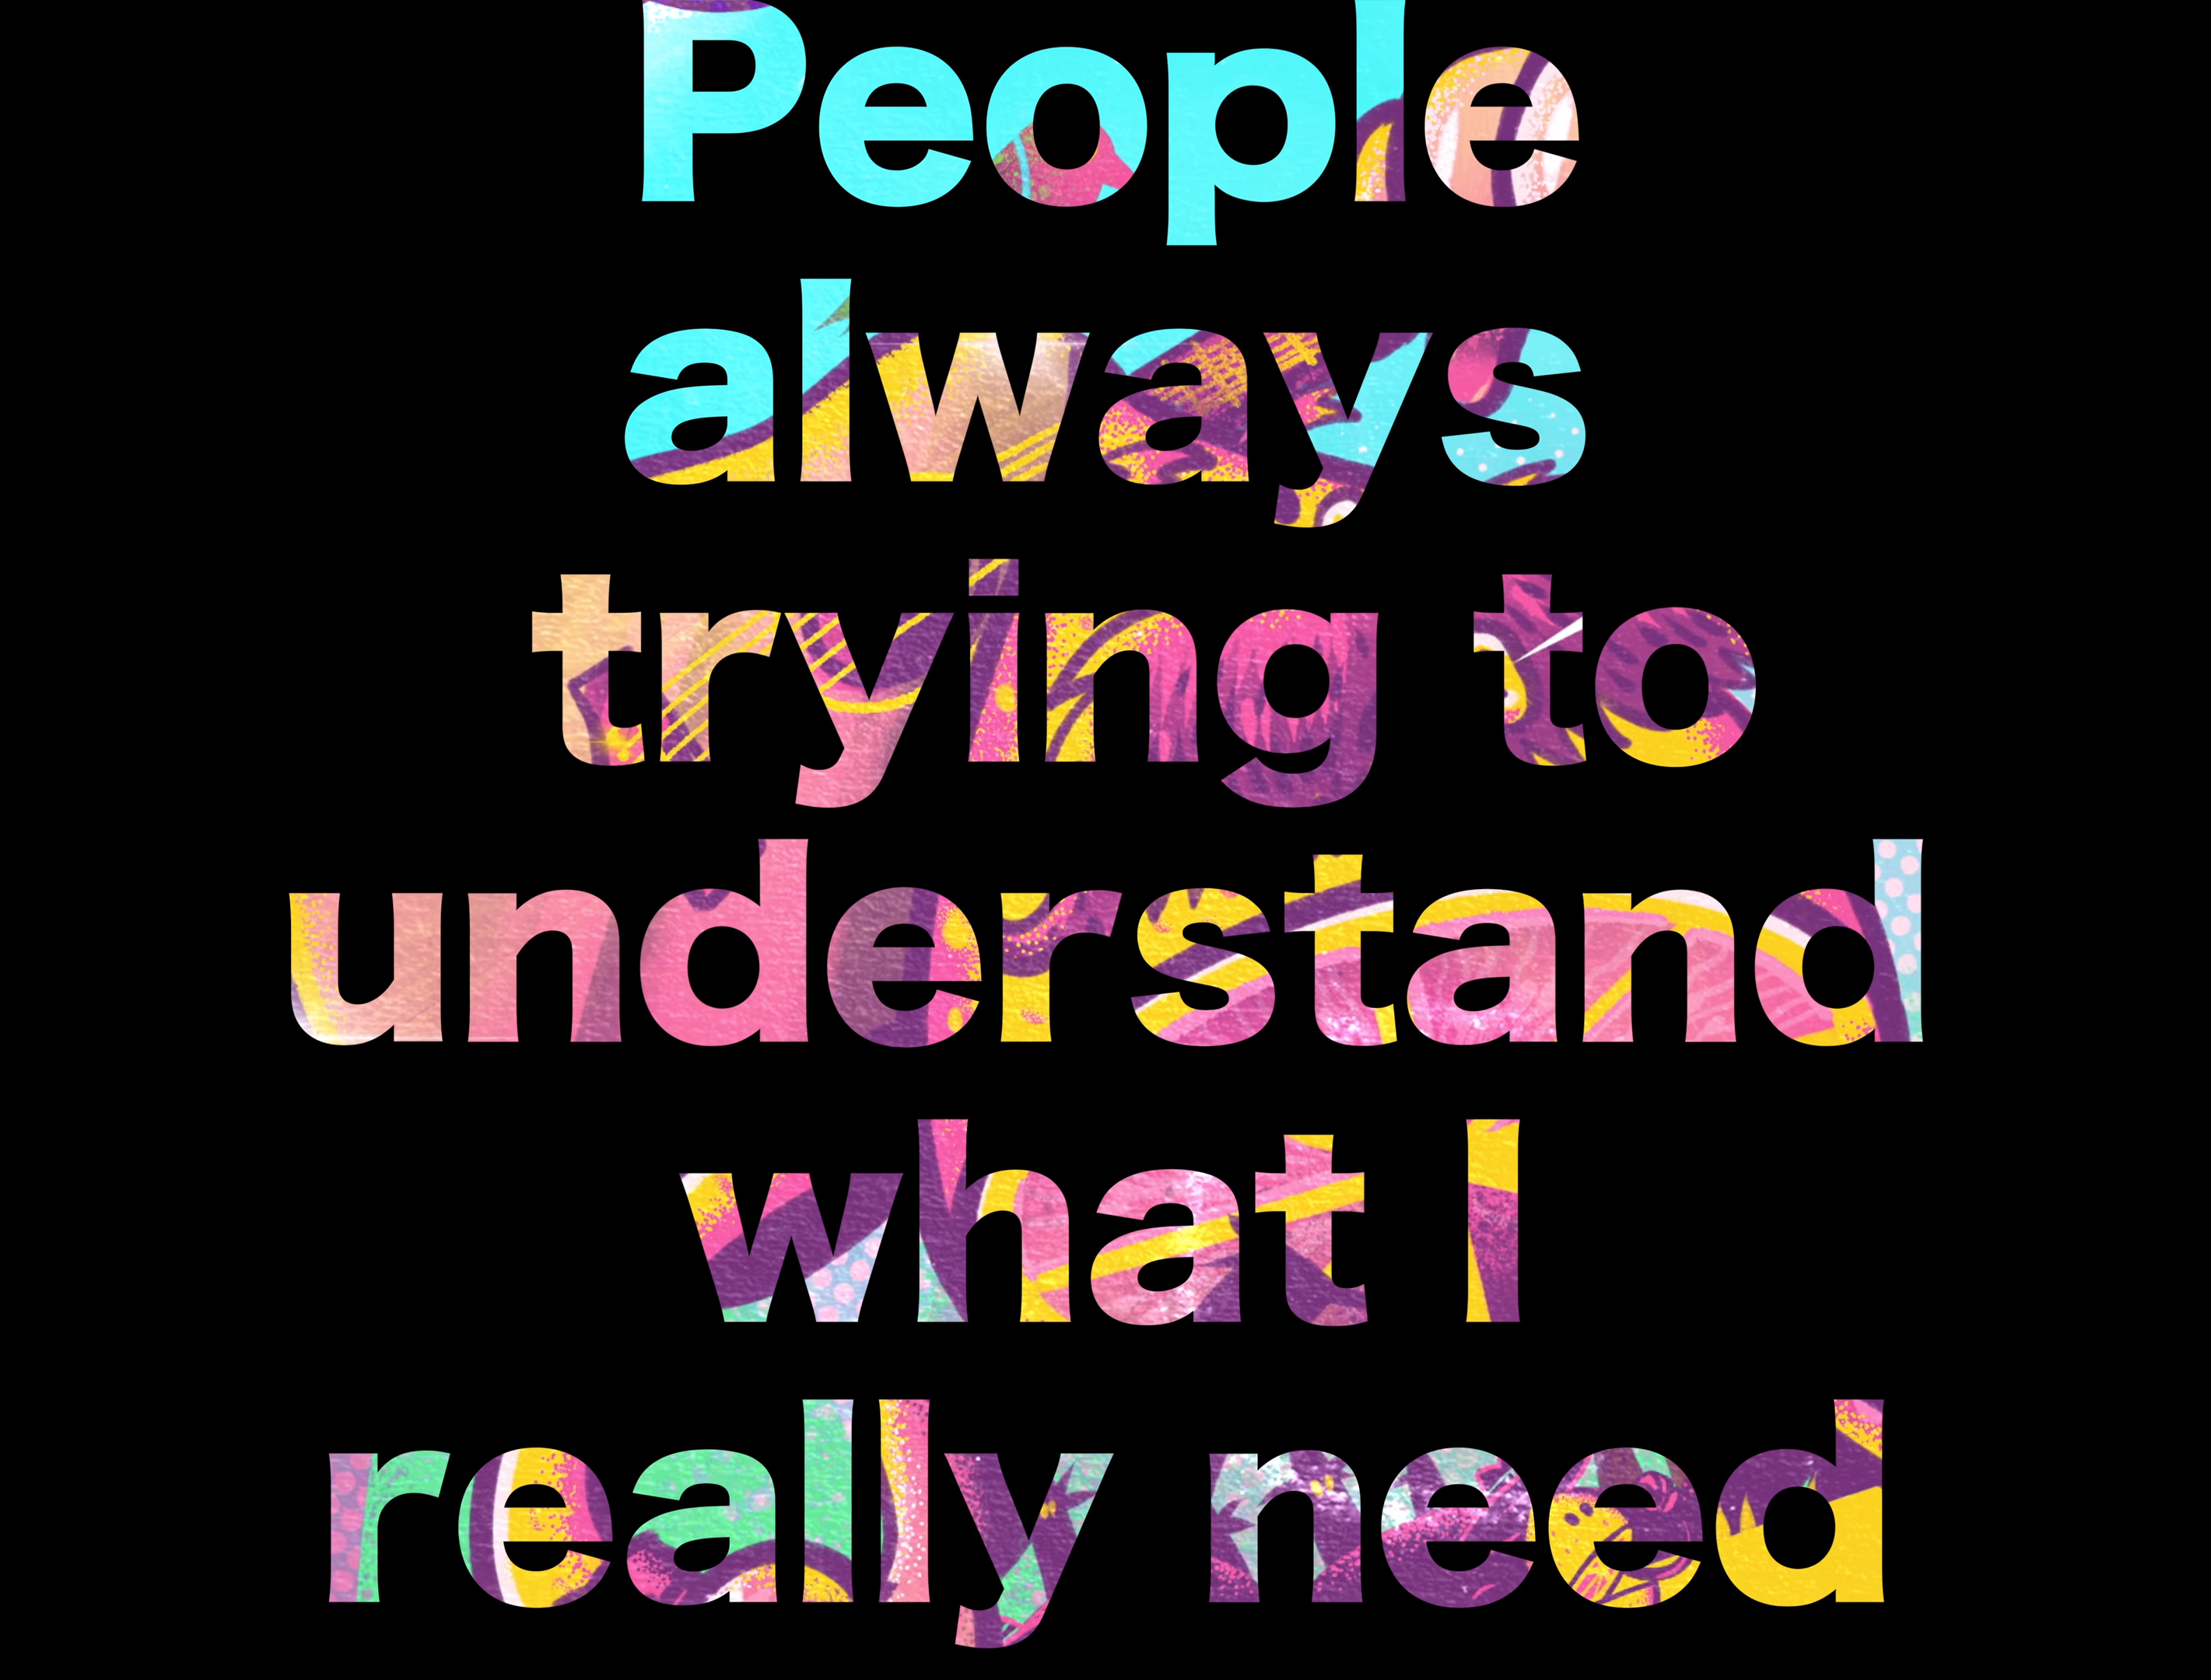 People
always
trying to
understand
what I
really need